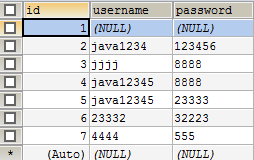 id username password
1 (NULL) (NULL)
2 java1234 123456
3 jjjj 8888
4 java12345 8888
5 java12345 23333
6 23332 32223
7 4444 555
* (Auto) (NULL) (NULL)